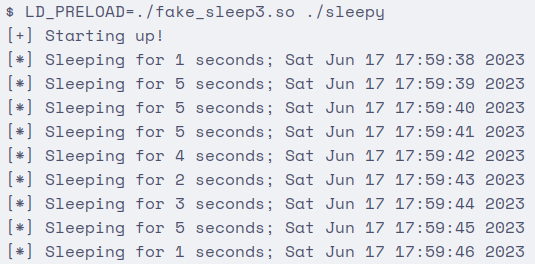 $ LD_PRELOAD=./fake_sleep3.so ./sleepy
[+] Starting up!
[*] Sleeping for 1 seconds; Sat Jun 17 17:59:38 2023
[*] Sleeping for 5 seconds; Sat Jun 17 17:59:39 2023
[*] Sleeping for 5 seconds; Sat Jun 17 17:59:40 2023
[*] Sleeping for 5 seconds; Sat Jun 17 17:59:41 2023
[*] Sleeping for 4 seconds; Sat Jun 17 17:59:42 2023
[*] Sleeping for 2 seconds; Sat Jun 17 17:59:43 2023
[*] Sleeping for 3 seconds; Sat Jun 17 17:59:44 2023
[*] Sleeping for 5 seconds; Sat Jun 17 17:59:45 2023
[*] Sleeping for 1 seconds; Sat Jun 17 17:59:46 2023